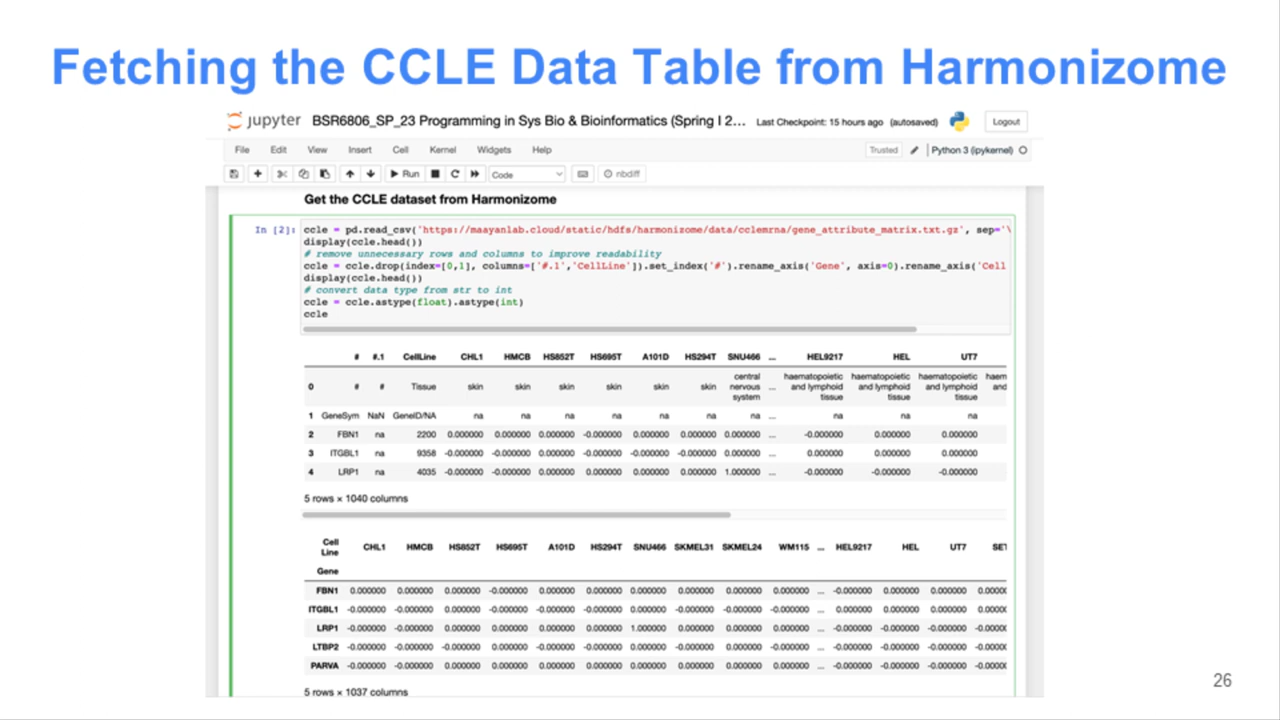 Fetching the CCLE Data Table from Harmonizome
jupyter BSR6806_SP_23 Programming in Sys Bio & Bioinformatics (Spring I 2... Last Checkpoint: 15 hours ago (autosaved) Logout
File Edit View Insert Cell Kernel Widgets Help Trusted Python 3 (ipykernel)
Run Code nbdiff
Get the CCLE dataset from Harmonizome
In [2]: ccle = pd.read_csv('https://maayanlab.cloud/static/hdfs/harmonizome/data/cclemrna/gene_attribute_matrix.txt.gz', sep='\
display(ccle.head())
# remove unnecessary rows and columns to improve readability
ccle = ccle.drop(index=[0,1], columns=['#.1','CellLine']).set_index('#').rename_axis('Gene', axis=0).rename_axis('Cell
display(ccle.head())
# convert data type from str to int
ccle = ccle.astype(float).astype(int)
ccle
# #.1 CellLine CHL1 HMCB HS852T HS695T A101D HS294T SNU466 ... HEL9217 HEL UT7
0 # # Tissue skin skin skin skin skin skin central nervous system ... haematopoietic and lymphoid tissue haematopoietic and lymphoid tissue haematopoietic and lymphoid tissue haem and
1 GeneSym NaN GeneID/NA na na na na na na na ... na na na
2 FBN1 na 2200 0.000000 0.000000 0.000000 -0.000000 0.000000 0.000000 0.000000 ... -0.000000 0.000000 0.000000
3 ITGBL1 na 9358 -0.000000 -0.000000 0.000000 -0.000000 -0.000000 -0.000000 0.000000 ... 0.000000 0.000000 0.000000
4 LRP1 na 4035 -0.000000 -0.000000 0.000000 0.000000 0.000000 0.000000 1.000000 ... -0.000000 -0.000000 -0.000000
5 rows × 1040 columns
Cell Line CHL1 HMCB HS852T HS695T A101D HS294T SNU466 SKMEL31 SKMEL24 WM115 ... HEL9217 HEL UT7 SET
Gene
FBN1 0.000000 0.000000 0.000000 -0.000000 0.000000 0.000000 0.000000 0.000000 0.000000 0.000000 ... -0.000000 0.000000 0.000000 0.0000
ITGBL1 -0.000000 -0.000000 0.000000 -0.000000 -0.000000 -0.000000 0.000000 -0.000000 -0.000000 0.000000 ... 0.000000 0.000000 0.000000 -0.0000
LRP1 -0.000000 -0.000000 0.000000 0.000000 0.000000 0.000000 1.000000 0.000000 0.000000 0.000000 ... -0.000000 -0.000000 -0.000000 -0.0000
LTBP2 -0.000000 -0.000000 -0.000000 0.000000 -0.000000 0.000000 -0.000000 -0.000000 0.000000 0.000000 ... -0.000000 -0.000000 -0.000000 -0.0000
PARVA -0.000000 -0.000000 0.000000 0.000000 0.000000 0.000000 0.000000 0.000000 0.000000 0.000000 ... -0.000000 -0.000000 -0.000000 -0.0000
5 rows × 1037 columns
26